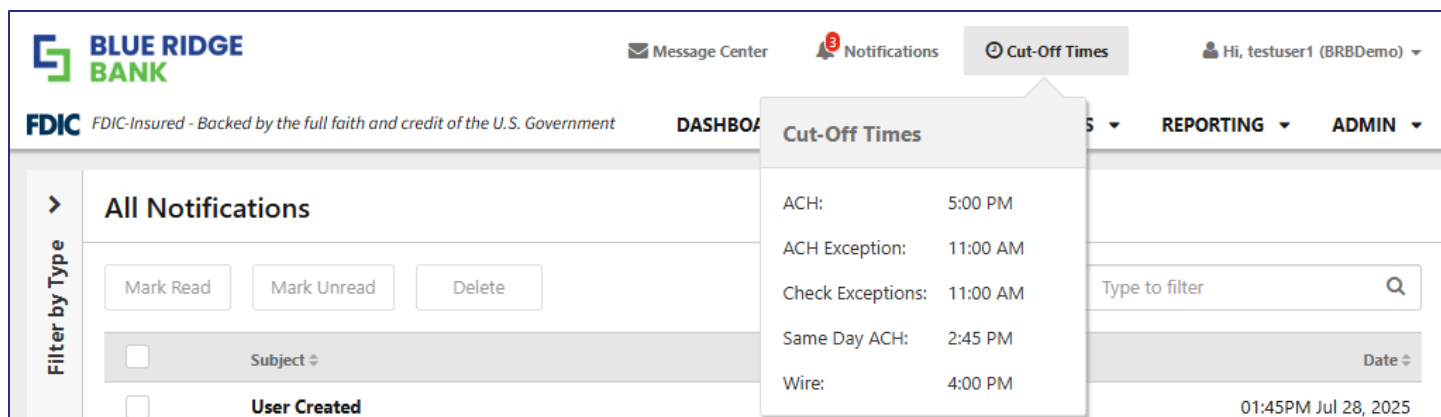 BLUE RIDGE
BANK
Message Center
3
Notifications
Cut-Off Times
Hi, testuser1 (BRBDemo)
FDIC FDIC-Insured - Backed by the full faith and credit of the U.S. Government
REPORTING
ADMIN
Cut-Off Times
ACH: 5:00 PM
ACH Exception: 11:00 AM
Check Exceptions: 11:00 AM
Same Day ACH: 2:45 PM
Wire: 4:00 PM
Filter by Type
All Notifications
Mark Read
Mark Unread
Delete
Type to filter
Subject
Date
User Created
01:45PM Jul 28, 2025